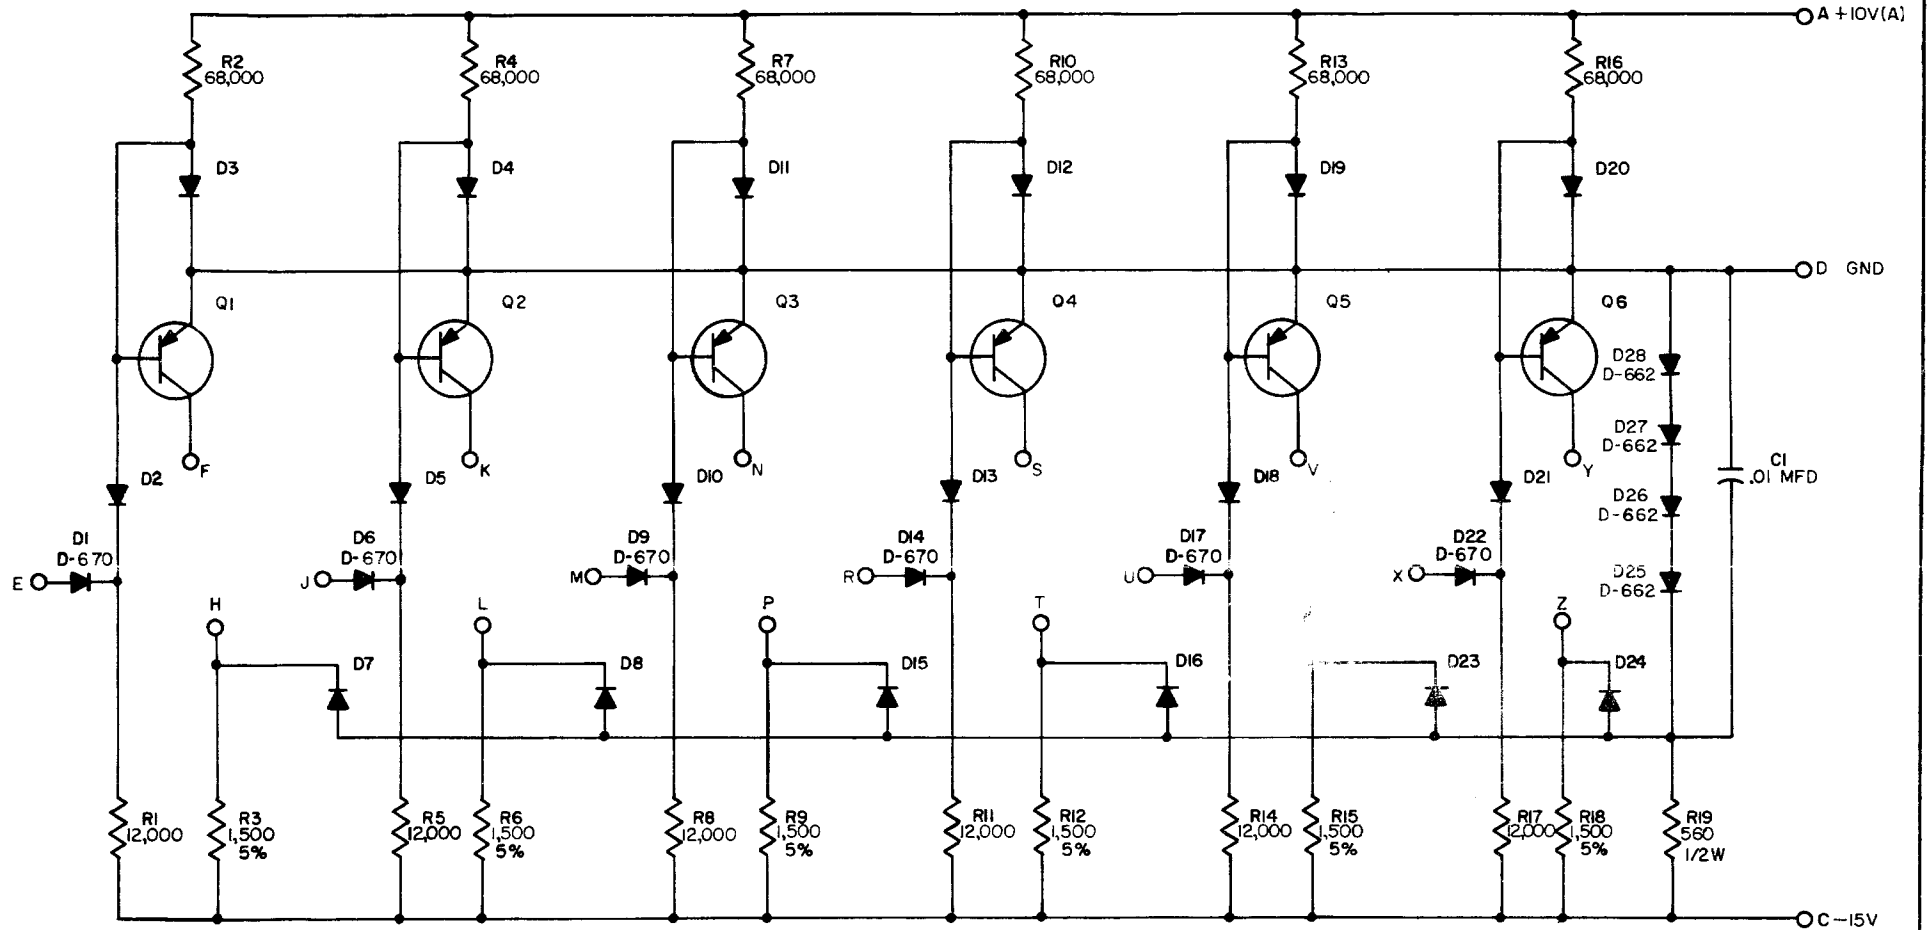 A +10V(A)
R2
68,000
R4
68,000
R7
68,000
R10
68,000
R13
68,000
R16
68,000
D3
D4
D11
D12
D19
D20
D GND
Q1
Q2
Q3
Q4
Q5
Q6
D28
D-662
D27
D-662
F
K
N
S
V
Y
C1
.01 MFD
D2
D5
D10
D13
D18
D21
D26
D-662
D1
D-670
D6
D-670
D9
D-670
D14
D-670
D17
D-670
D22
D-670
D25
D-662
E
J
M
R
U
X
H
L
P
T
Z
D7
D8
D15
D16
D23
D24
R1
12,000
R3
1,500
5%
R5
12,000
R6
1,500
5%
R8
12,000
R9
1,500
5%
R11
12,000
R12
1,500
5%
R14
12,000
R15
1,500
5%
R17
12,000
R18
1,500
5%
R19
560
1/2W
C -15V